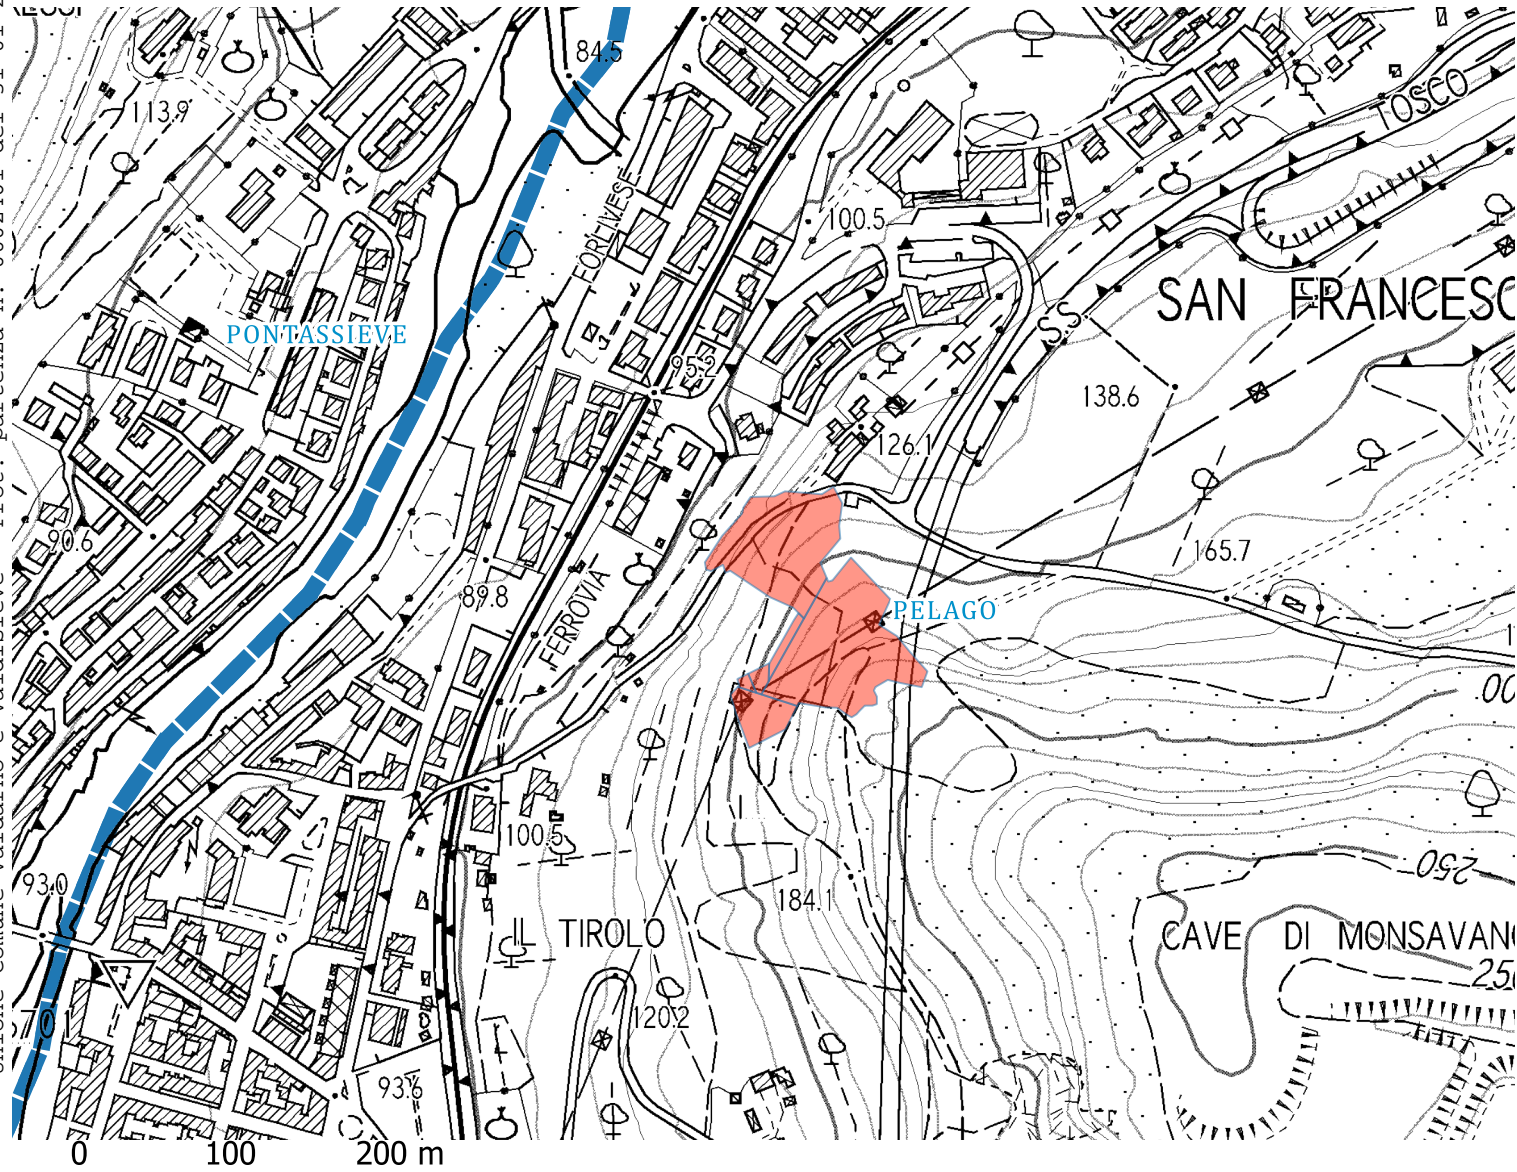 84.5
113.9
TOSCO
FORLIVESE
100.5
S.S.
SAN FRANCESC
PONTASSIEVE
95.2
138.6
126.1
90.6
165.7
89.8
FERROVIA
PELAGO
00
100.5
93.0
184.1
250
IL TIROLO
CAVE DI MONSAVANO
250
120.2
93.6
0 100 200 m